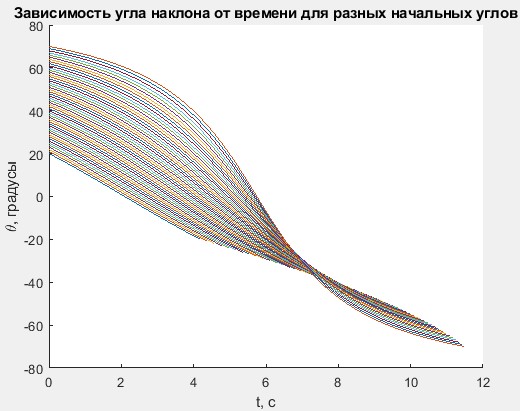 Зависимость угла наклона от времени для разных начальных углов
80
60
40
20
0
-20
-40
-60
-80
θ, градусы
0 2 4 6 8 10 12
t, с